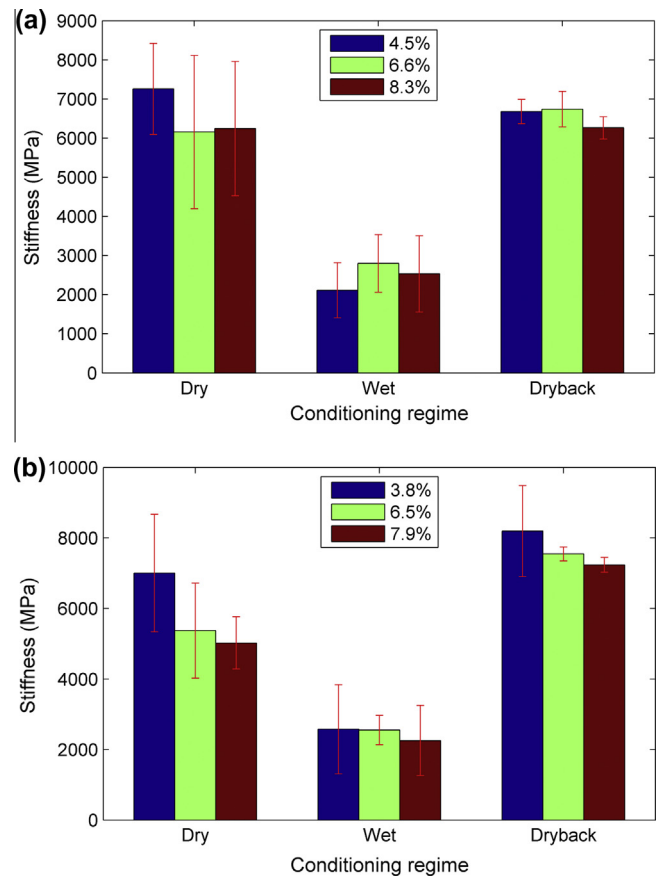 (a)
9000
8000
7000
6000
5000
4000
3000
2000
1000
0
Stiffness (MPa)
4.5%
6.6%
8.3%
Dry Wet Dryback
Conditioning regime
(b)
10000
8000
6000
4000
2000
0
Stiffness (MPa)
3.8%
6.5%
7.9%
Dry Wet Dryback
Conditioning regime